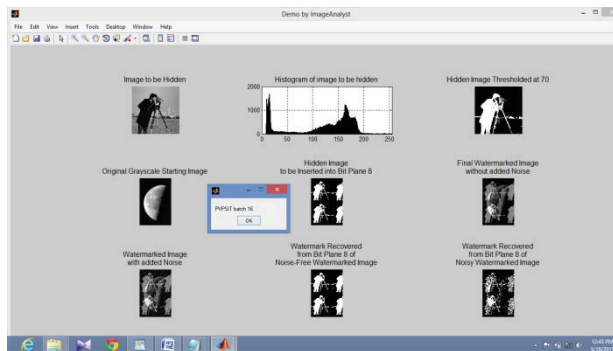 Demo by ImageAnalyst
File Edit View Insert Tools Desktop Window Help
Image to be Hidden
Histogram of image to be hidden
Hidden Image Thresholded at 70
2000
1000
0
0 50 100 150 200 250
Original Grayscale Starting Image
Hidden Image
to be Inserted into Bit Plane 8
Final Watermarked Image
without added Noise
PVPSIT batch 16
OK
Watermarked Image
with added Noise
Watermark Recovered
from Bit Plane 8 of
Noise-Free Watermarked Image
Watermark Recovered
from Bit Plane 8 of
Noisy Watermarked Image